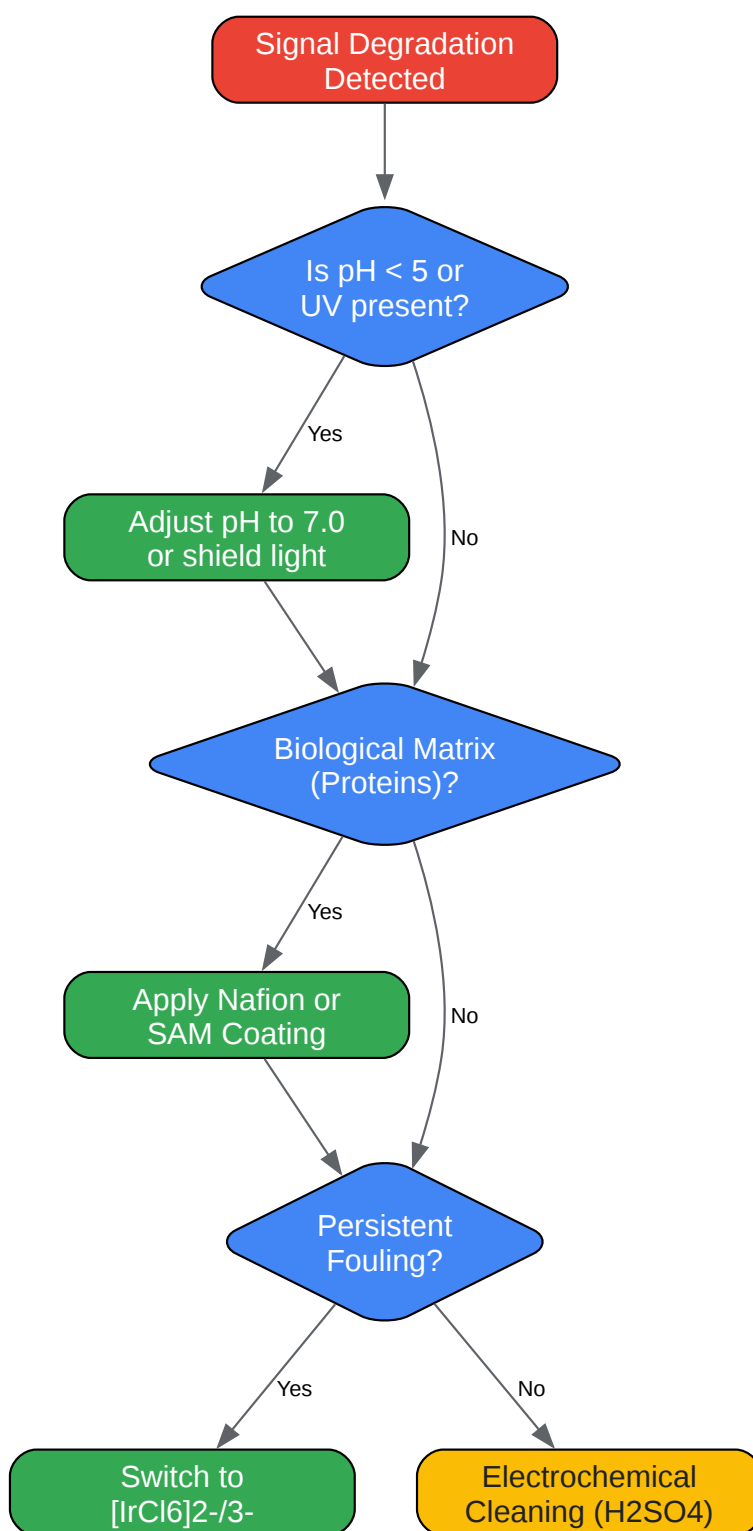 Signal Degradation
Detected
Is pH < 5 or
UV present?
Yes
No
Adjust pH to 7.0
or shield light
Biological Matrix
(Proteins)?
Yes
No
Apply Nafion or
SAM Coating
Persistent
Fouling?
Yes
No
Switch to
[IrCl6]2-/3-
Electrochemical
Cleaning (H2SO4)